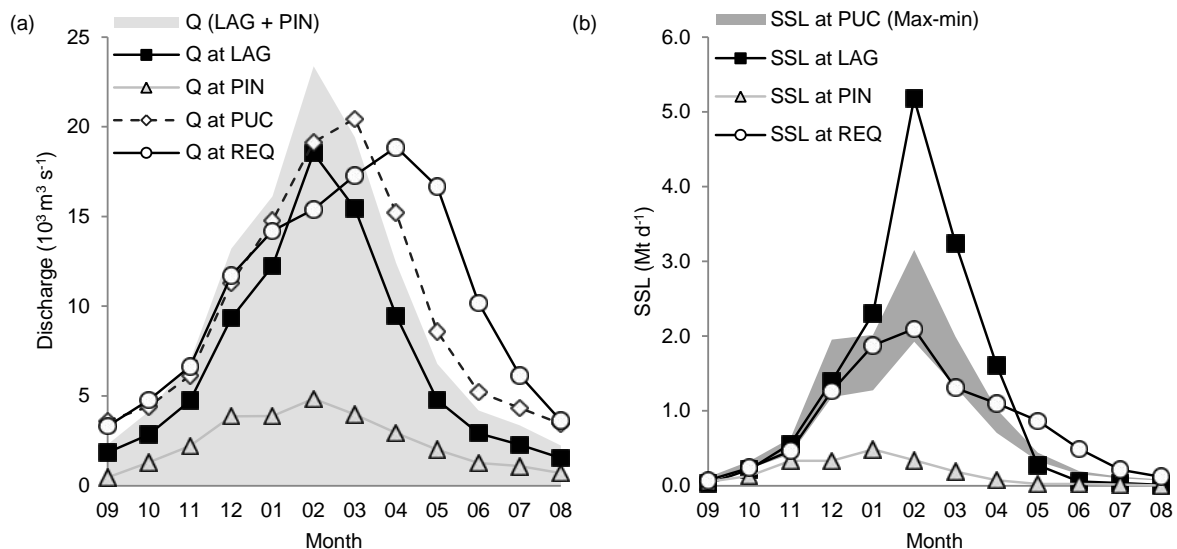 (a)
Q (LAG + PIN)
Q at LAG
Q at PIN
Q at PUC
Q at REQ
Discharge (10³ m³ s⁻¹)
25
20
15
10
5
0
09 10 11 12 01 02 03 04 05 06 07 08
Month
(b)
SSL at PUC (Max-min)
SSL at LAG
SSL at PIN
SSL at REQ
SSL (Mt d⁻¹)
6.0
5.0
4.0
3.0
2.0
1.0
0.0
09 10 11 12 01 02 03 04 05 06 07 08
Month